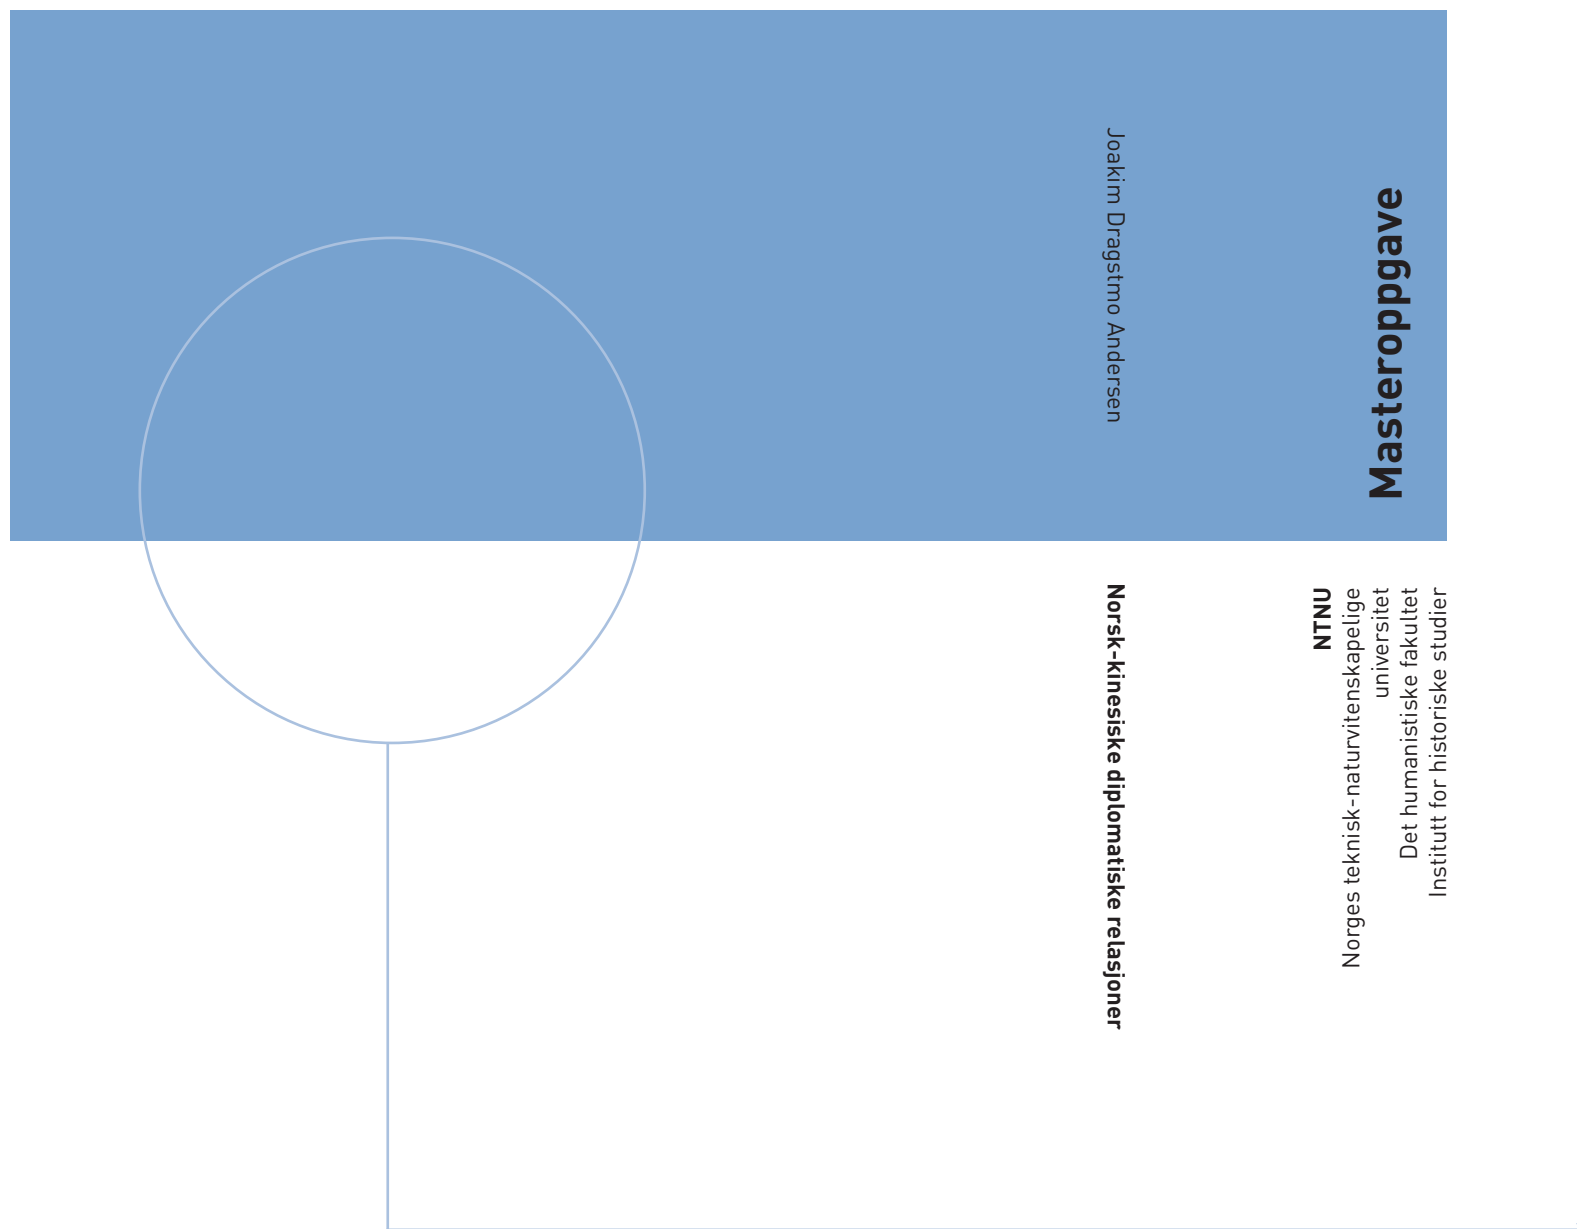 Joakim Dragstmo Andersen
Norsk-kinesiske diplomatiske relasjoner
Masteroppgave
NTNU
Norges teknisk-naturvitenskapelige
universitet
Det humanistiske fakultet
Institutt for historiske studier